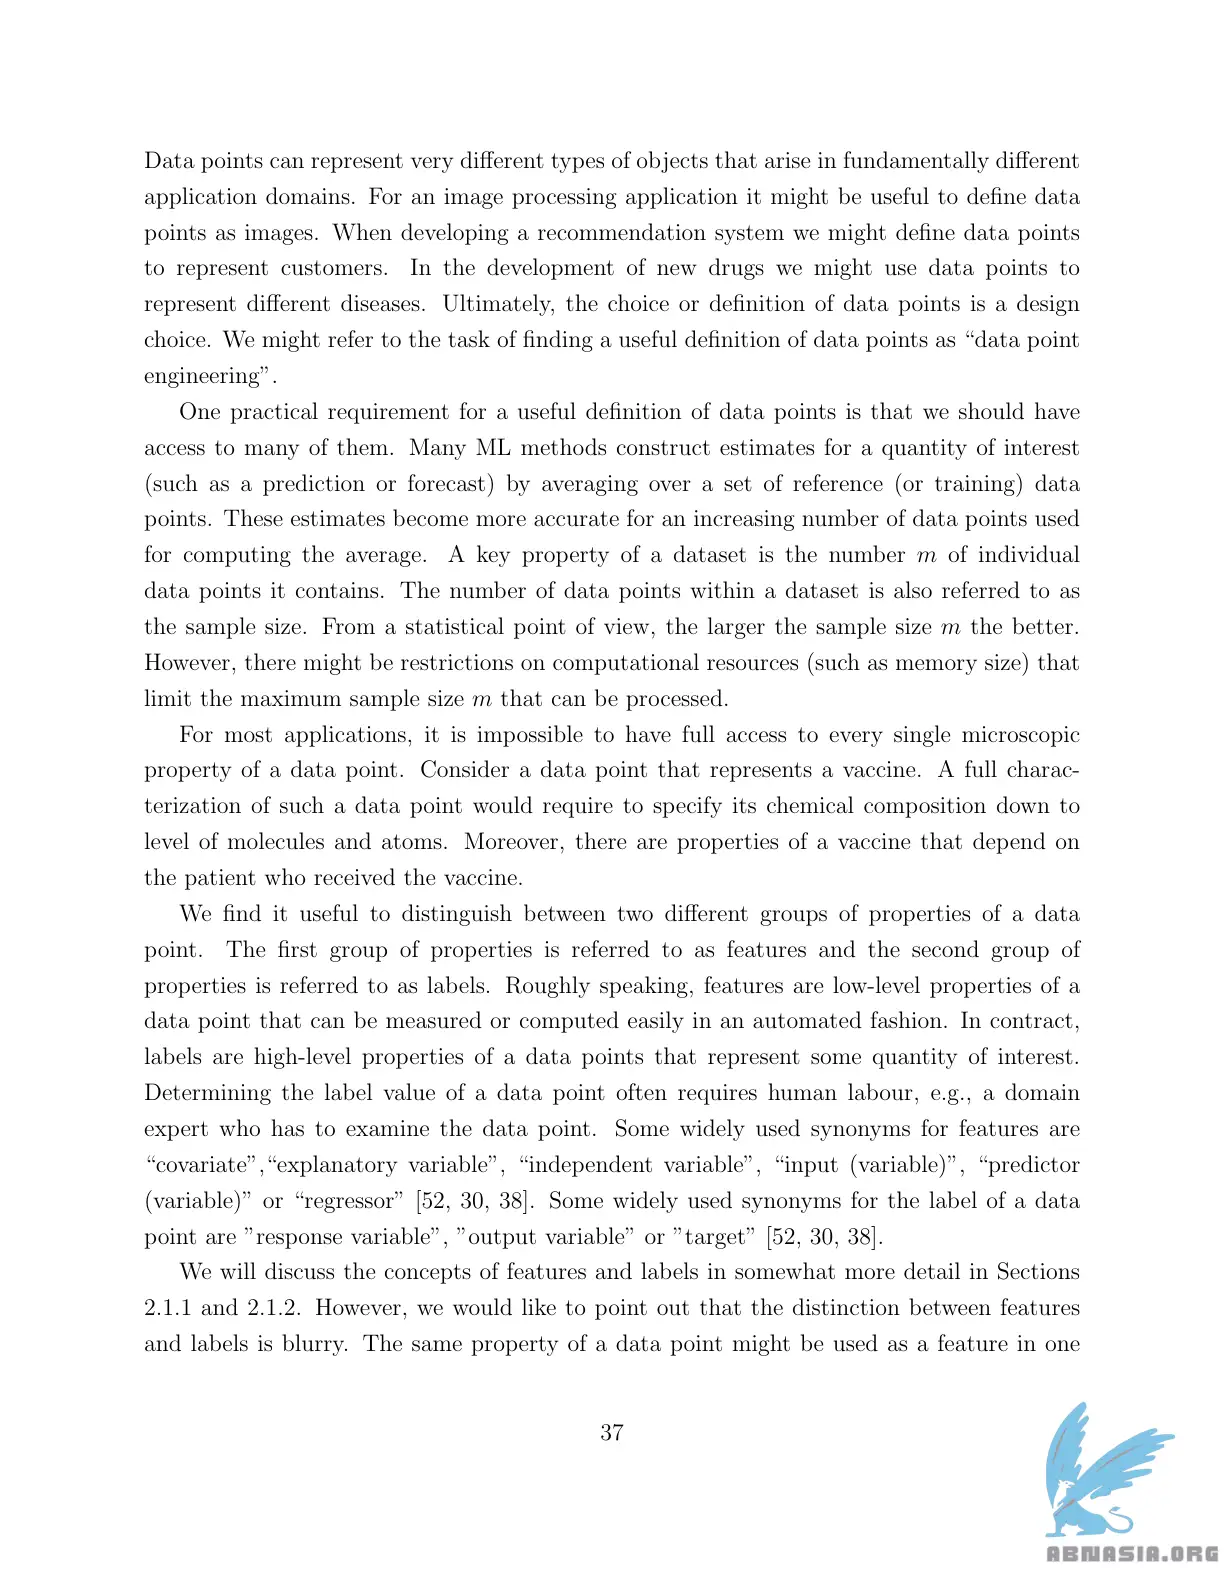 Data points can represent very different types of objects that arise in fundamentally different
application domains. For an image processing application it might be useful to define data
points as images. When developing a recommendation system we might define data points
to represent customers. In the development of new drugs we might use data points to
represent different diseases. Ultimately, the choice or definition of data points is a design
choice. We might refer to the task of finding a useful definition of data points as “data point
engineering”.
One practical requirement for a useful definition of data points is that we should have
access to many of them. Many ML methods construct estimates for a quantity of interest
(such as a prediction or forecast) by averaging over a set of reference (or training) data
points. These estimates become more accurate for an increasing number of data points used
for computing the average. A key property of a dataset is the number m of individual
data points it contains. The number of data points within a dataset is also referred to as
the sample size. From a statistical point of view, the larger the sample size m the better.
However, there might be restrictions on computational resources (such as memory size) that
limit the maximum sample size m that can be processed.
For most applications, it is impossible to have full access to every single microscopic
property of a data point. Consider a data point that represents a vaccine. A full charac-
terization of such a data point would require to specify its chemical composition down to
level of molecules and atoms. Moreover, there are properties of a vaccine that depend on
the patient who received the vaccine.
We find it useful to distinguish between two different groups of properties of a data
point. The first group of properties is referred to as features and the second group of
properties is referred to as labels. Roughly speaking, features are low-level properties of a
data point that can be measured or computed easily in an automated fashion. In contract,
labels are high-level properties of a data points that represent some quantity of interest.
Determining the label value of a data point often requires human labour, e.g., a domain
expert who has to examine the data point. Some widely used synonyms for features are
“covariate”,“explanatory variable”, “independent variable”, “input (variable)”, “predictor
(variable)” or “regressor” [52, 30, 38]. Some widely used synonyms for the label of a data
point are ”response variable”, ”output variable” or ”target” [52, 30, 38].
We will discuss the concepts of features and labels in somewhat more detail in Sections
2.1.1 and 2.1.2. However, we would like to point out that the distinction between features
and labels is blurry. The same property of a data point might be used as a feature in one
37
ABNASIA.ORG